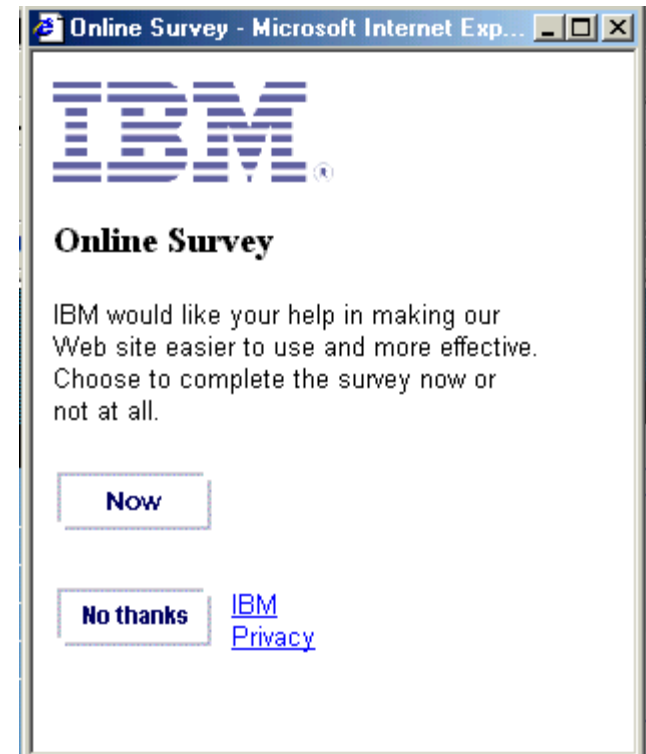 Online Survey - Microsoft Internet Exp...
IBM®
Online Survey
IBM would like your help in making our
Web site easier to use and more effective.
Choose to complete the survey now or
not at all.
Now
No thanks
IBM
Privacy